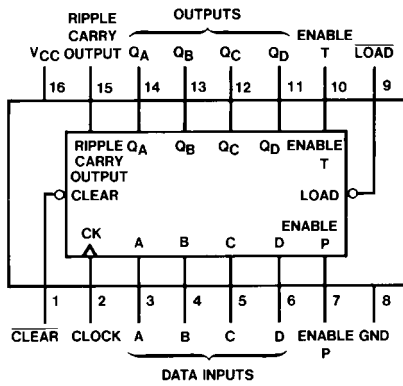 OUTPUTS
RIPPLE
CARRY
OUTPUT
VCC
QA
QB
QC
QD
ENABLE
T
LOAD
16
15
14
13
12
11
10
9
RIPPLE
CARRY
OUTPUT
QA
QB
QC
QD
ENABLE
T
CLEAR
LOAD
CK
A
B
C
D
ENABLE
P
1
2
3
4
5
6
7
8
CLEAR
CLOCK
A
B
C
D
ENABLE
P
GND
DATA INPUTS